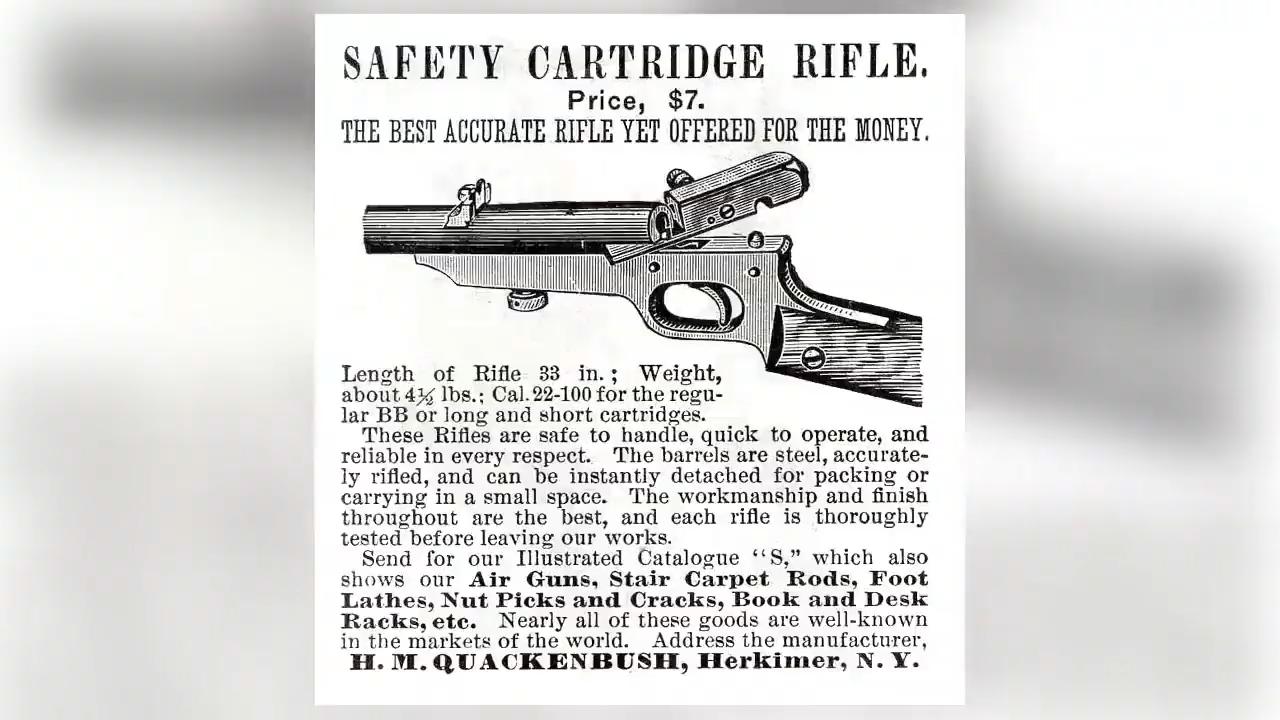 SAFETY CARTRIDGE RIFLE.
Price, $7.
THE BEST ACCURATE RIFLE YET OFFERED FOR THE MONEY.
Length of Rifle 33 in.; Weight,
about 4½ lbs.; Cal. 22-100 for the regu-
lar BB or long and short cartridges.
These Rifles are safe to handle, quick to operate, and
reliable in every respect. The barrels are steel, accurate-
ly rifled, and can be instantly detached for packing or
carrying in a small space. The workmanship and finish
throughout are the best, and each rifle is thoroughly
tested before leaving our works.
Send for our Illustrated Catalogue “S,” which also
shows our Air Guns, Stair Carpet Rods, Foot
Lathes, Nut Picks and Cracks, Book and Desk
Racks, etc. Nearly all of these goods are well-known
in the markets of the world. Address the manufacturer,
H. M. QUACKENBUSH, Herkimer, N. Y.